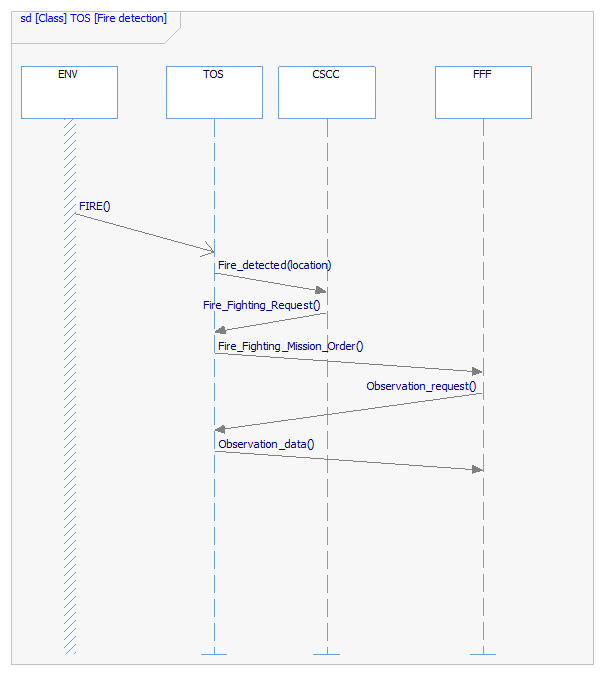 sd [Class] TOS [Fire detection]
ENV
TOS
CSCC
FFF
FIRE()
Fire_detected(location)
Fire_Fighting_Request()
Fire_Fighting_Mission_Order()
Observation_request()
Observation_data()